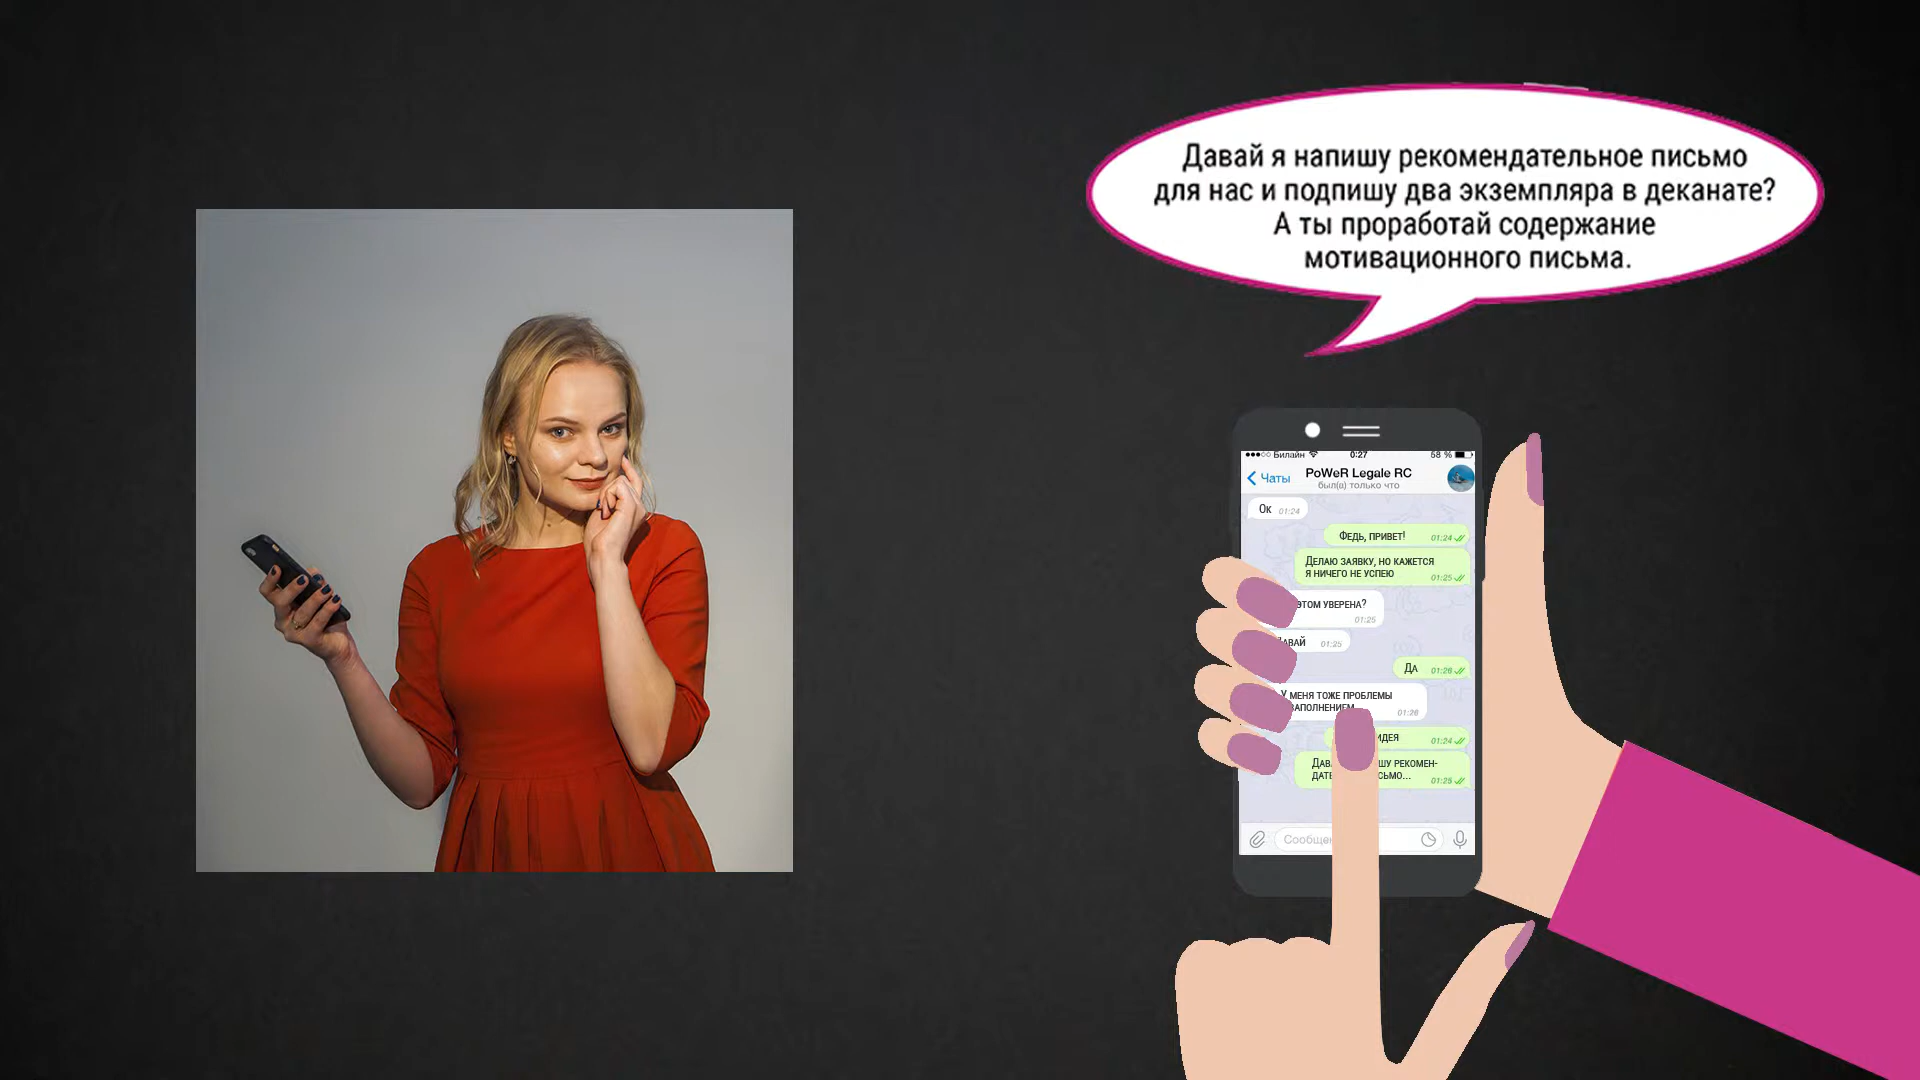 Давай я напишу рекомендательное письмо
для нас и подпишу два экземпляра в деканате?
А ты проработай содержание
мотивационного письма.
Билайн 0:27 58 %
Чаты PoWeR Legale RC
был(а) только что
Ок 01:24
ФЕДЬ, ПРИВЕТ! 01:24
ДЕЛАЮ ЗАЯВКУ, НО КАЖЕТСЯ
Я НИЧЕГО НЕ УСПЕЮ 01:25
ЭТОМ УВЕРЕНА?
01:25
01:25
ДА 01:26
У МЕНЯ ТОЖЕ ПРОБЛЕМЫ
ЗАПОЛНЕНИЕМ 01:26
ИДЕЯ 01:24
РЕКОМЕН-
01:25